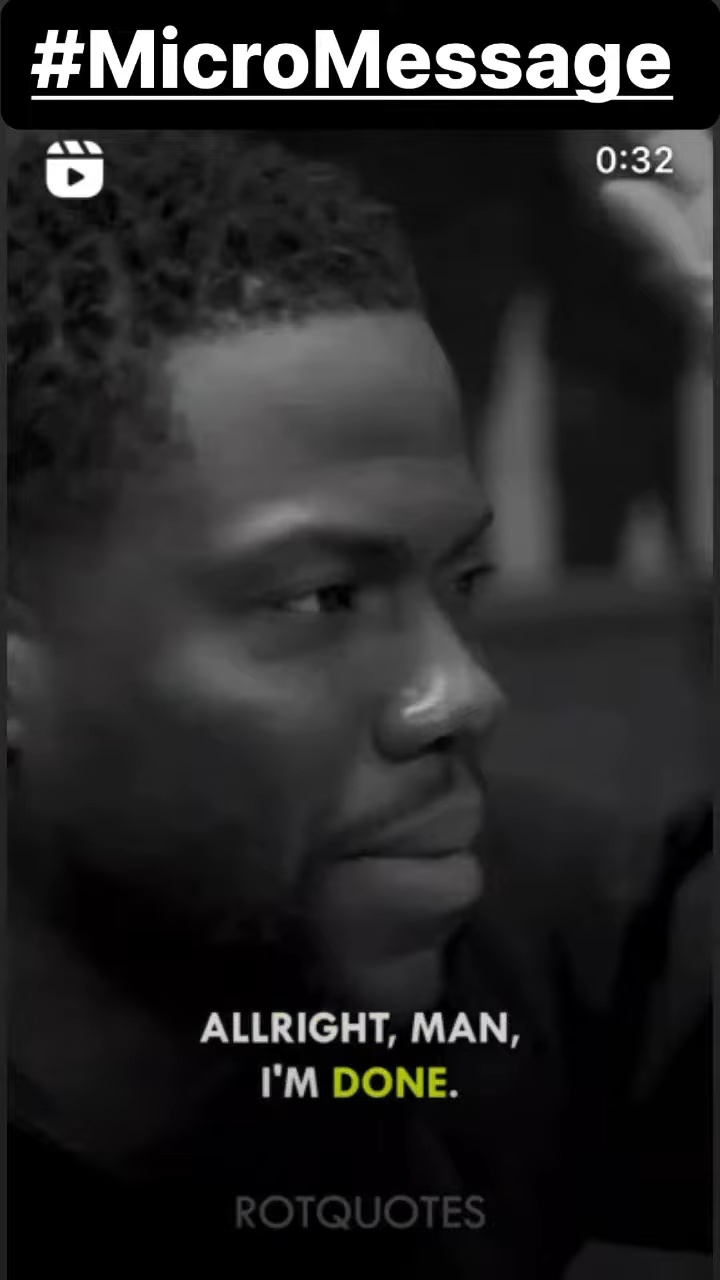 #MicroMessage
0:32
ALLRIGHT, MAN,
I'M DONE.
ROTQUOTES